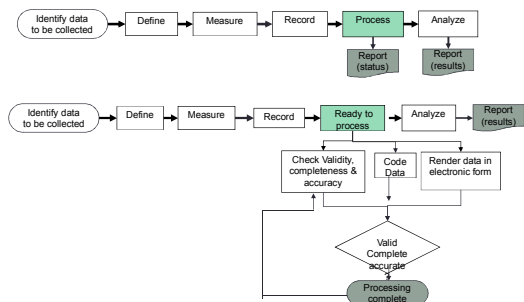 Identify data
to be collected
Define
Measure
Record
Process
Analyze
Report
(status)
Report
(results)
Identify data
to be collected
Define
Measure
Record
Ready to
process
Analyze
Report
(results)
Check Validity,
completeness &
accuracy
Code
Data
Render data in
electronic form
Valid
Complete
accurate
Processing
complete